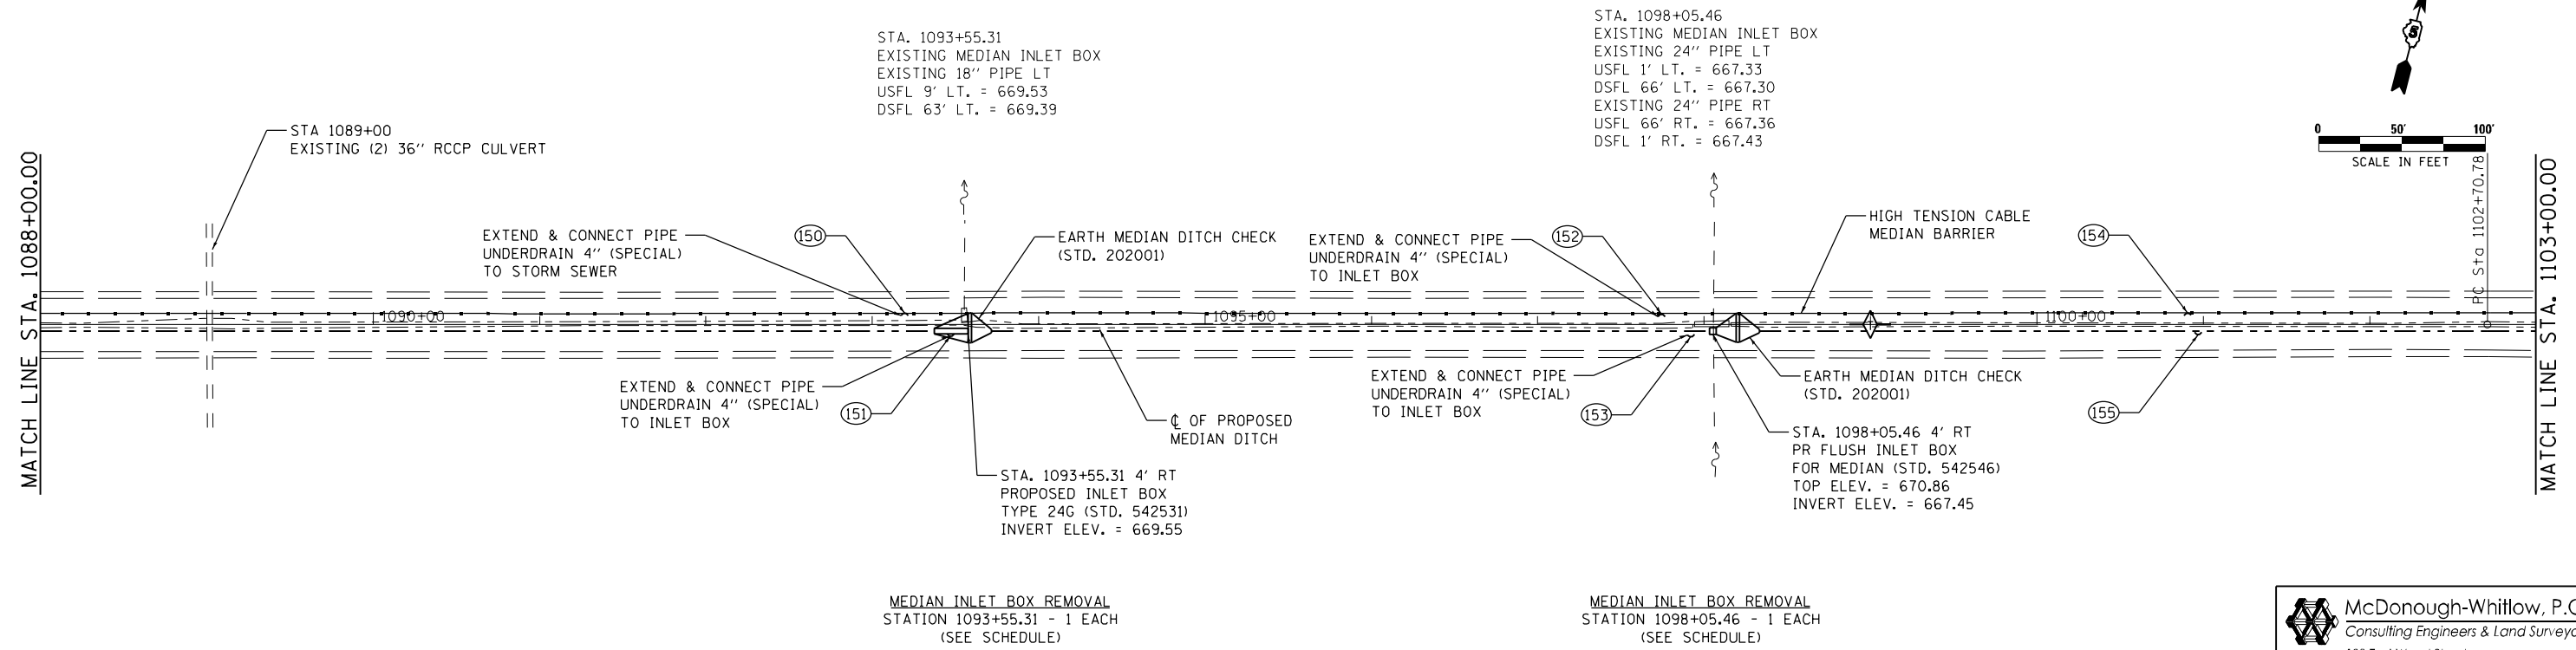 STA. 1093+55.31
EXISTING MEDIAN INLET BOX
EXISTING 18" PIPE LT
USFL 9' LT. = 669.53
DSFL 63' LT. = 669.39
STA. 1098+05.46
EXISTING MEDIAN INLET BOX
EXISTING 24" PIPE LT
USFL 1' LT. = 667.33
DSFL 66' LT. = 667.30
EXISTING 24" PIPE RT
USFL 66' RT. = 667.36
DSFL 1' RT. = 667.43
5
0 50' 100'
SCALE IN FEET
STA 1089+00
EXISTING (2) 36" RCCP CULVERT
MATCH LINE STA. 1088+00.00
EXTEND & CONNECT PIPE
UNDERDRAIN 4" (SPECIAL)
TO STORM SEWER
150
EARTH MEDIAN DITCH CHECK
(STD. 202001)
EXTEND & CONNECT PIPE
UNDERDRAIN 4" (SPECIAL)
TO INLET BOX
152
HIGH TENSION CABLE
MEDIAN BARRIER
154
PC Sta 1102+70.78
MATCH LINE STA. 1103+00.00
1090+00
1095+00
1100+00
EXTEND & CONNECT PIPE
UNDERDRAIN 4" (SPECIAL)
TO INLET BOX
151
℄ OF PROPOSED
MEDIAN DITCH
STA. 1093+55.31 4' RT
PROPOSED INLET BOX
TYPE 24G (STD. 542531)
INVERT ELEV. = 669.55
EXTEND & CONNECT PIPE
UNDERDRAIN 4" (SPECIAL)
TO INLET BOX
153
EARTH MEDIAN DITCH CHECK
(STD. 202001)
155
STA. 1098+05.46 4' RT
PR FLUSH INLET BOX
FOR MEDIAN (STD. 542546)
TOP ELEV. = 670.86
INVERT ELEV. = 667.45
MEDIAN INLET BOX REMOVAL
STATION 1093+55.31 - 1 EACH
(SEE SCHEDULE)
MEDIAN INLET BOX REMOVAL
STATION 1098+05.46 - 1 EACH
(SEE SCHEDULE)
McDonough-Whitlow, P.C
Consulting Engineers & Land Surveyo